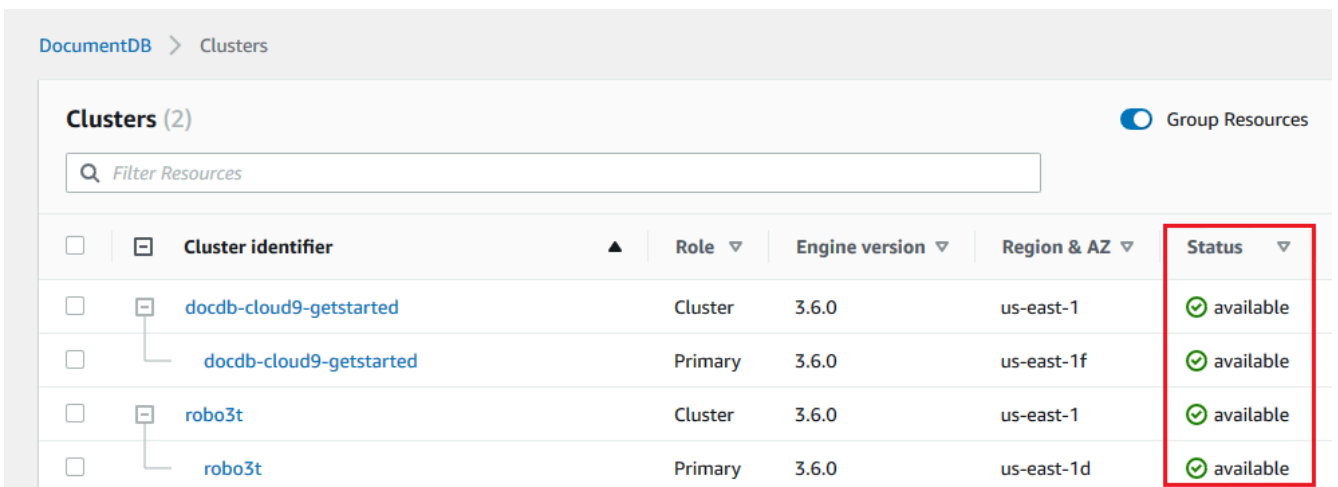 DocumentDB > Clusters
Clusters (2)
Group Resources
Filter Resources
Cluster identifier Role Engine version Region & AZ Status
docdb-cloud9-getstarted Cluster 3.6.0 us-east-1 available
docdb-cloud9-getstarted Primary 3.6.0 us-east-1f available
robo3t Cluster 3.6.0 us-east-1 available
robo3t Primary 3.6.0 us-east-1d available